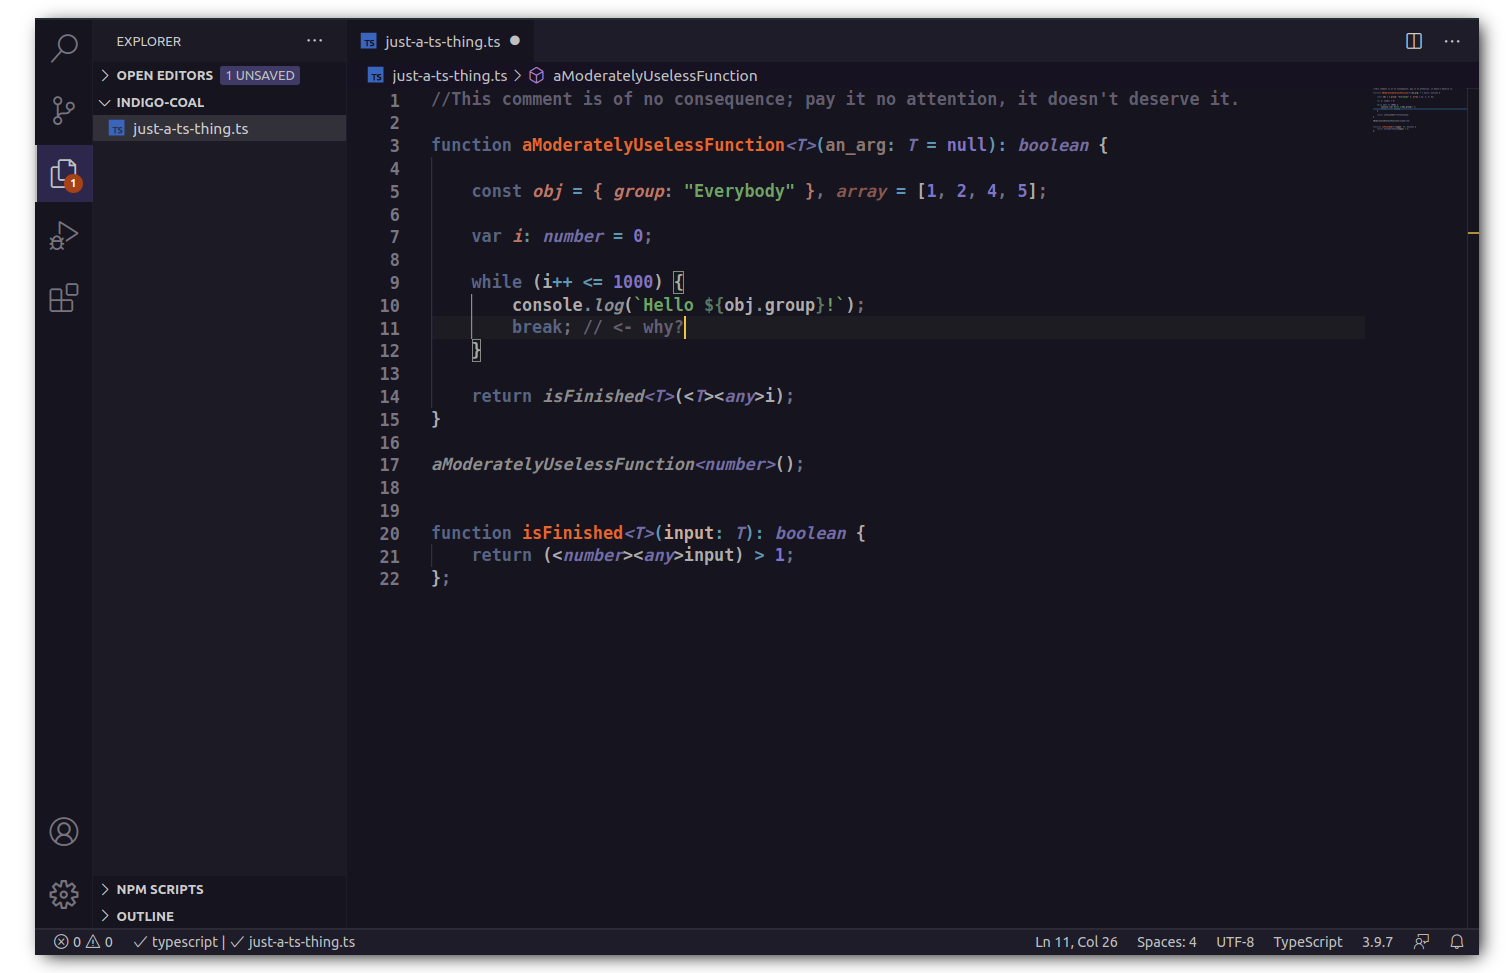 EXPLORER
OPEN EDITORS 1 UNSAVED
INDIGO-COAL
TS just-a-ts-thing.ts
1
NPM SCRIPTS
OUTLINE
TS just-a-ts-thing.ts
TS just-a-ts-thing.ts > aModeratelyUselessFunction
1 //This comment is of no consequence; pay it no attention, it doesn't deserve it.
2
3 function aModeratelyUselessFunction<T>(an_arg: T = null): boolean {
4
5 const obj = { group: "Everybody" }, array = [1, 2, 4, 5];
6
7 var i: number = 0;
8
9 while (i++ <= 1000) {
10 console.log(`Hello ${obj.group}!`);
11 break; // <- why?
12 }
13
14 return isFinished<T>(<T><any>i);
15 }
16
17 aModeratelyUselessFunction<number>();
18
19
20 function isFinished<T>(input: T): boolean {
21 return (<number><any>input) > 1;
22 };
0 0 typescript | just-a-ts-thing.ts Ln 11, Col 26 Spaces: 4 UTF-8 TypeScript 3.9.7